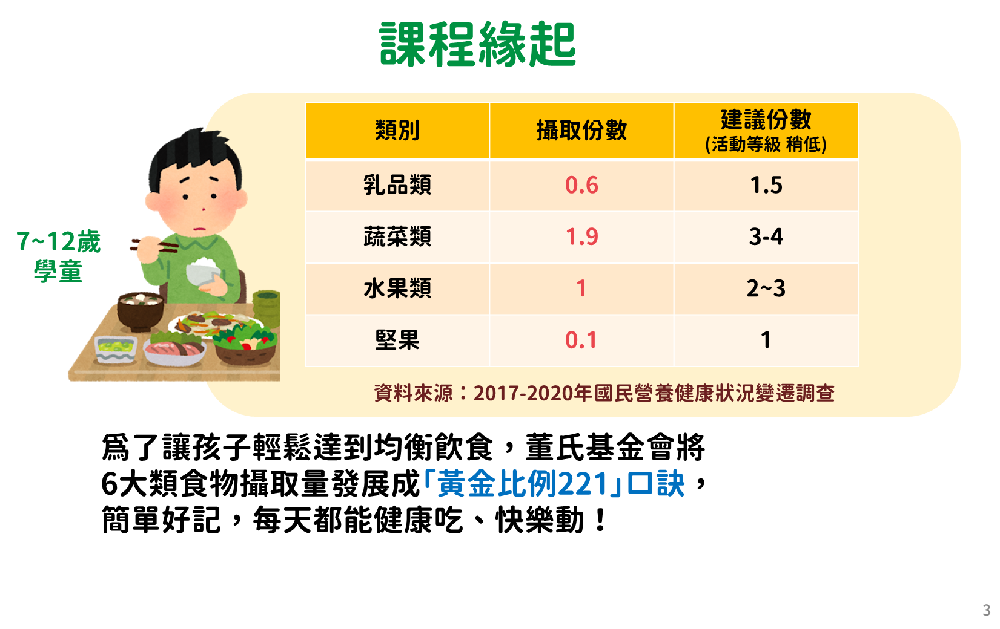 課程緣起
7~12歲
學童
類別 攝取份數 建議份數
(活動等級 稍低)
乳品類 0.6 1.5
蔬菜類 1.9 3-4
水果類 1 2~3
堅果 0.1 1
資料來源：2017-2020年國民營養健康狀況變遷調查
為了讓孩子輕鬆達到均衡飲食，董氏基金會將
6大類食物攝取量發展成「黃金比例221」口訣，
簡單好記，每天都能健康吃、快樂動！
3